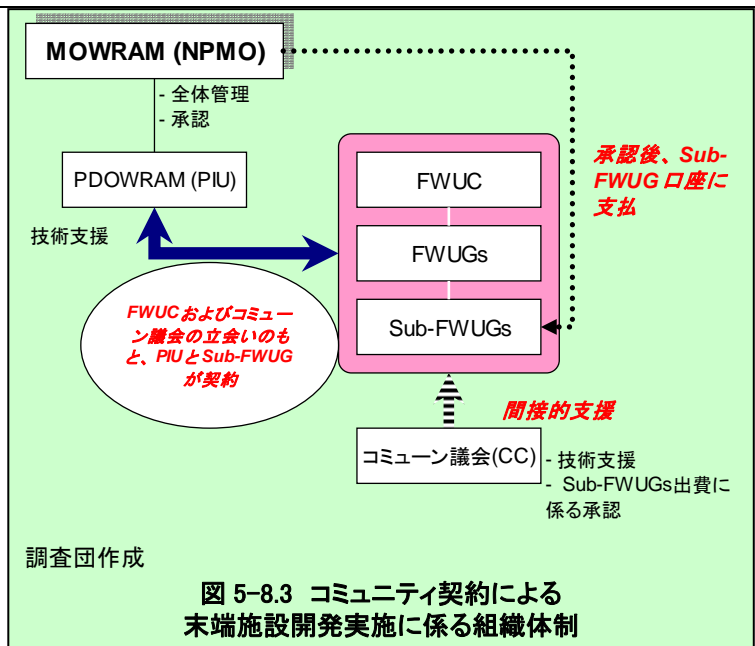 MOWRAM (NPMO)
- 全体管理
- 承認
PDOWRAM (PIU)
技術支援
FWUCおよびコミュー
ン議会の立会いのも
と、PIUとSub-FWUG
が契約
FWUC
FWUGs
Sub-FWUGs
承認後、Sub-
FWUG 口座に
支払
間接的支援
コミューン議会(CC)
- 技術支援
- Sub-FWUGs出費に
係る承認
調査団作成
図 5-8.3 コミュニティ契約による
末端施設開発実施に係る組織体制